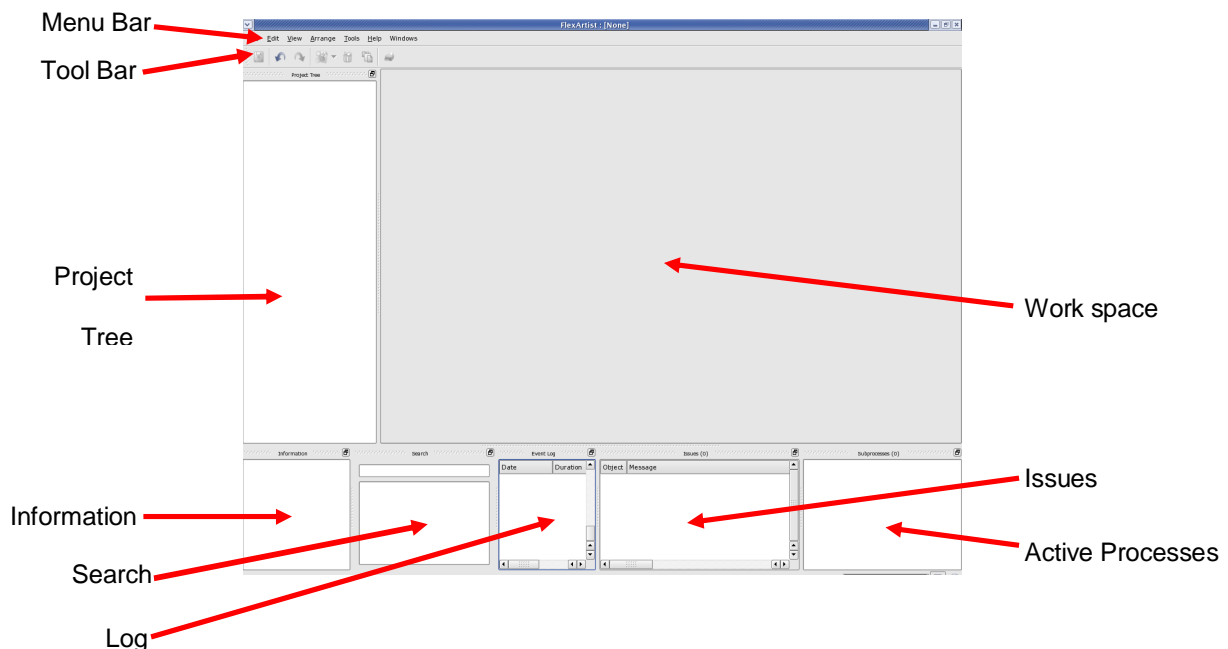 Menu Bar
FlexArtist : [None]
Edit View Arrange Tools Help Windows
Tool Bar
Project Tree
Project
Tree
Work space
Information
Search
Event Log
Issues (0)
Subprocesses (0)
Date Duration
Object Message
Information
Search
Log
Issues
Active Processes